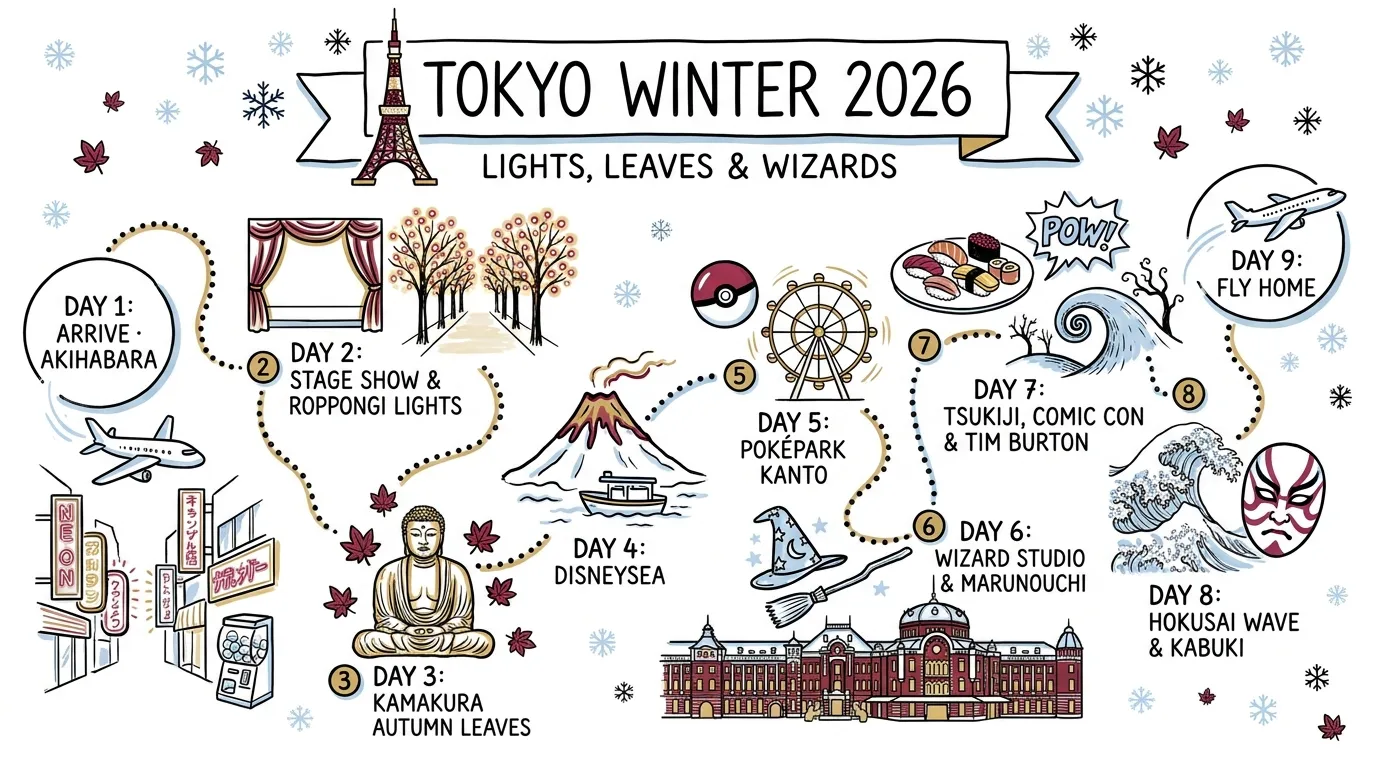 TOKYO WINTER 2026
LIGHTS, LEAVES & WIZARDS
DAY 1:
ARRIVE ·
AKIHABARA
NEON
2
DAY 2:
STAGE SHOW &
ROPPONGI LIGHTS
3
DAY 3:
KAMAKURA
AUTUMN LEAVES
DAY 4:
DISNEYSEA
5
DAY 5:
POKÉPARK
KANTO
6
DAY 6:
WIZARD STUDIO
& MARUNOUCHI
POW!
7
DAY 7:
TSUKIJI, COMIC CON
& TIM BURTON
8
DAY 8:
HOKUSAI WAVE
& KABUKI
DAY 9:
FLY HOME